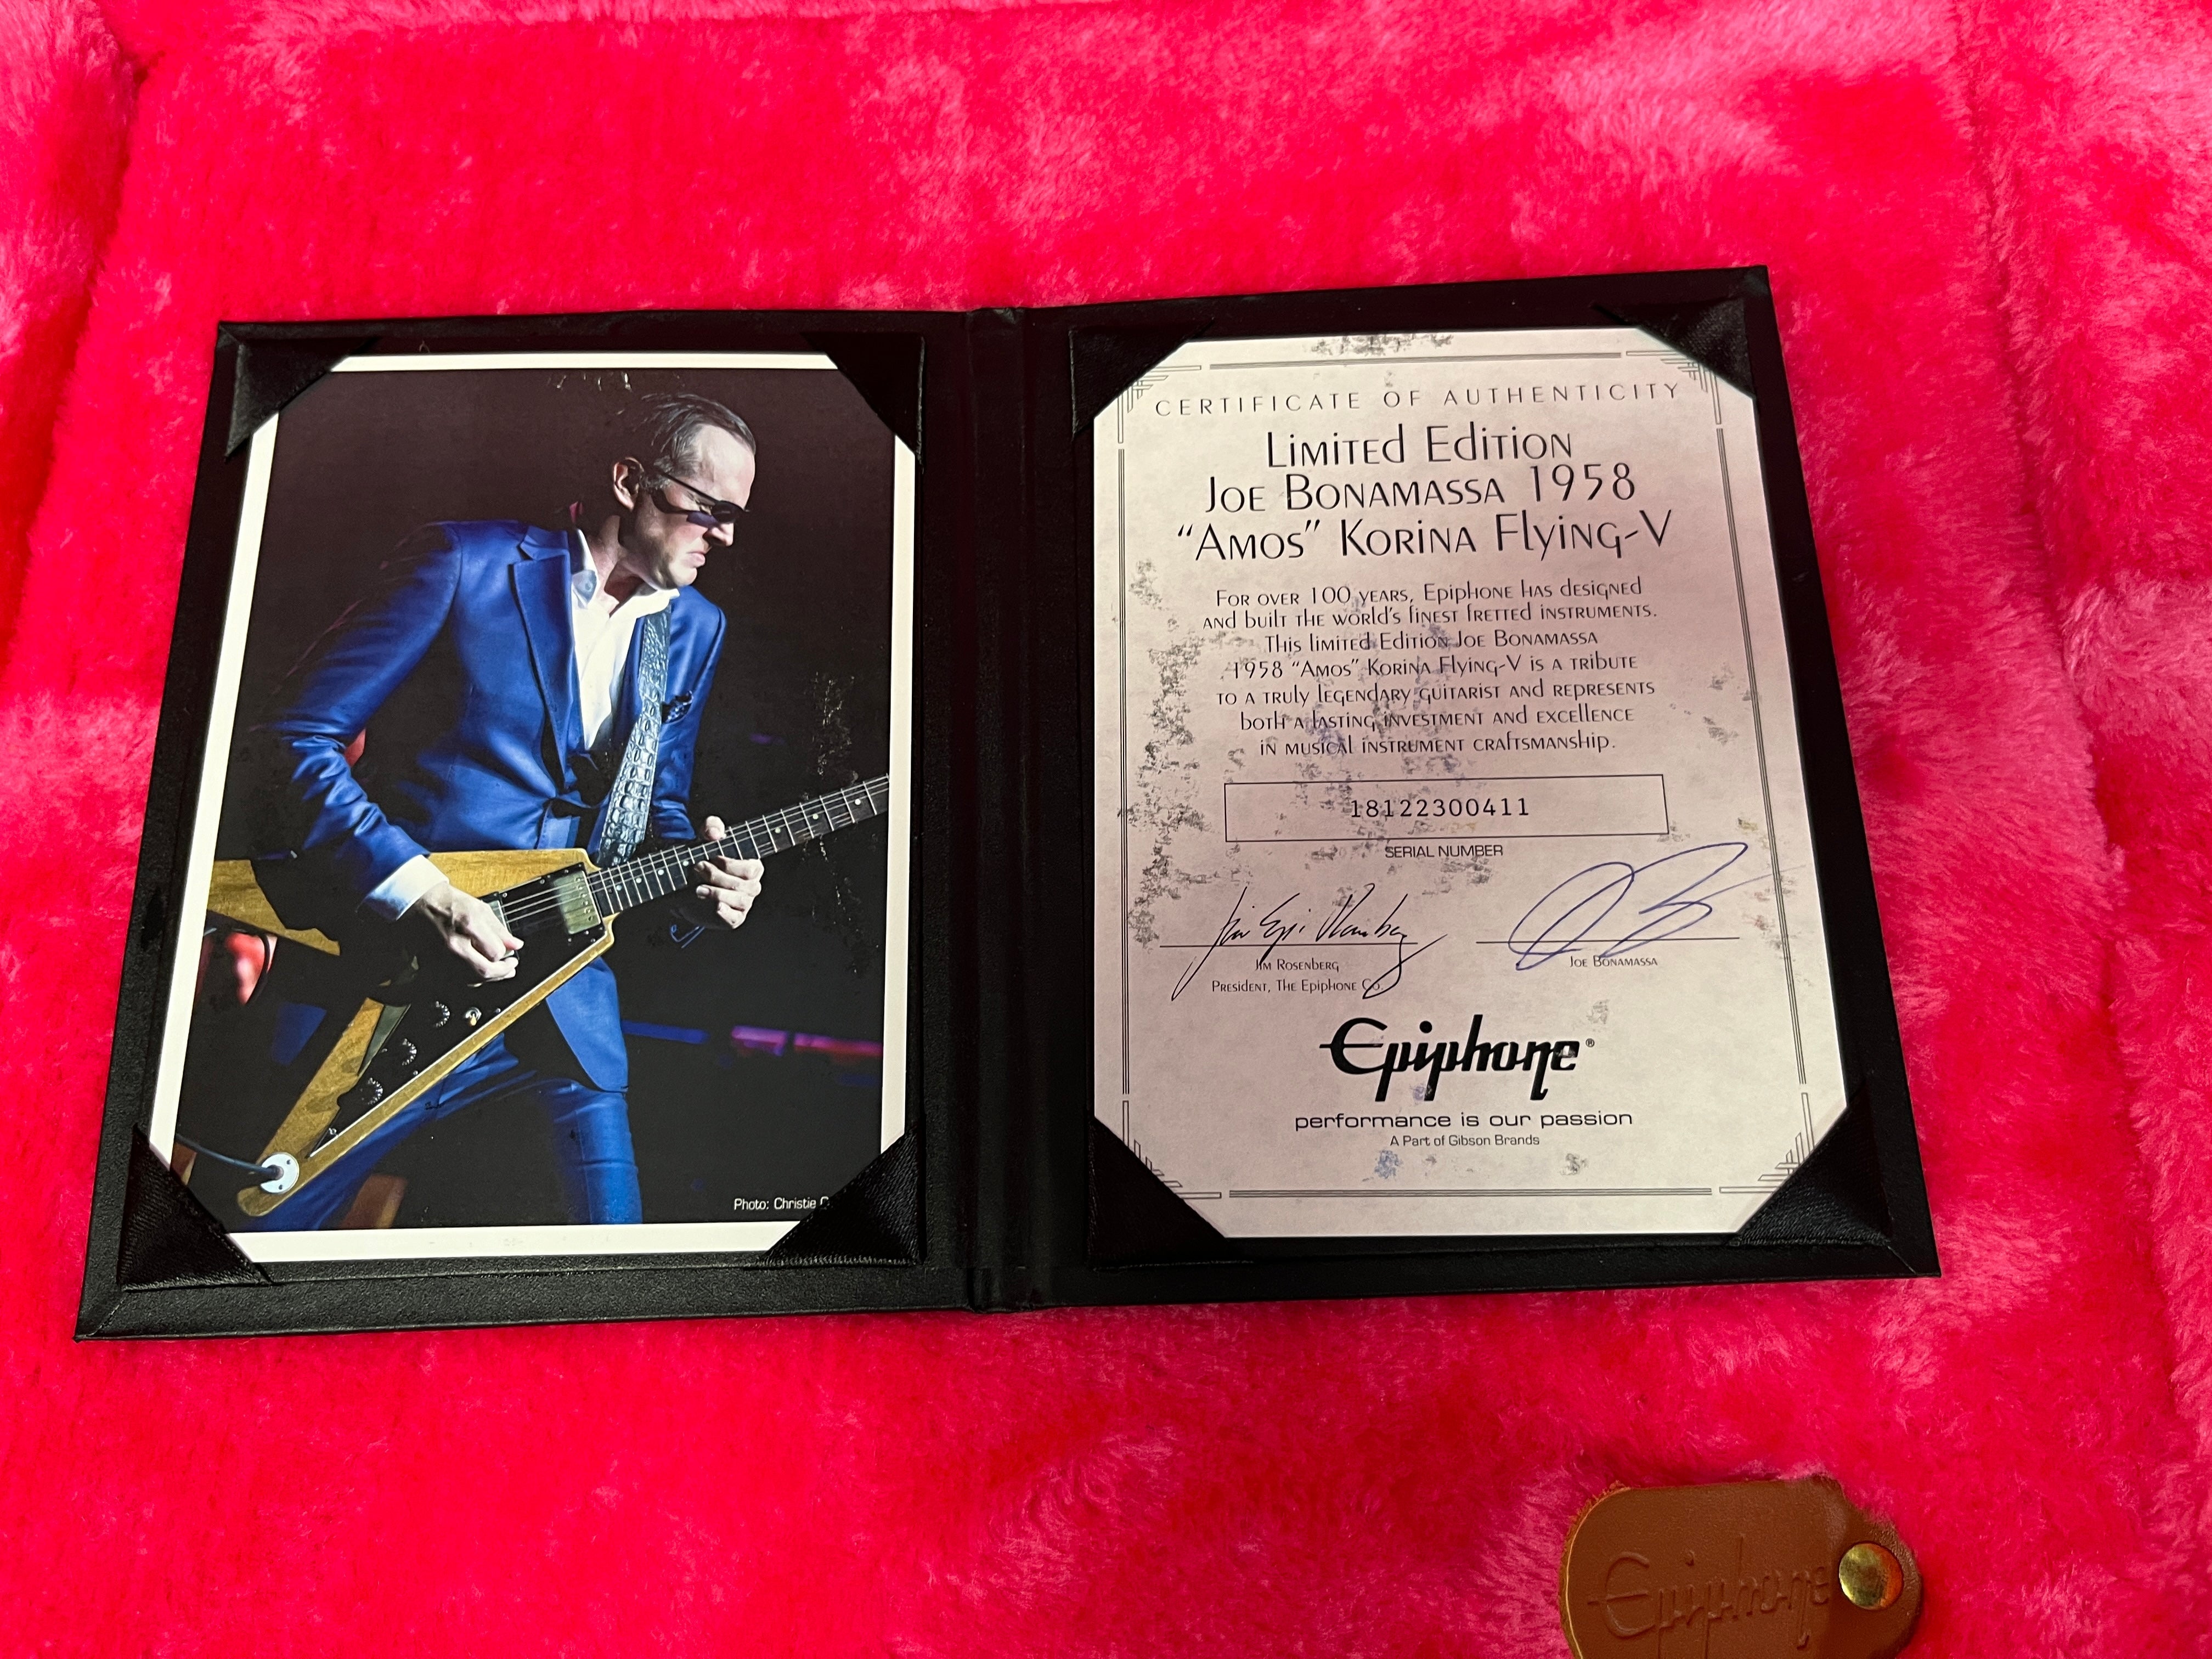 Photo: Christie
CERTIFICATE OF AUTHENTICITY
Limited Edition
Joe Bonamassa 1958
“Amos” Korina Flying-V
For over 100 years, Epiphone has designed
and built the world's finest fretted instruments.
This limited Edition Joe Bonamassa
1958 “Amos” Korina Flying-V is a tribute
to a truly legendary guitarist and represents
both a lasting investment and excellence
in musical instrument craftsmanship.
18122300411
SERIAL NUMBER
Jim Epi Rosenberg
Jim Rosenberg
Joe Bonamassa
President, The Epiphone Co
Epiphone®
performance is our passion
A Part of Gibson Brands
Epiphone